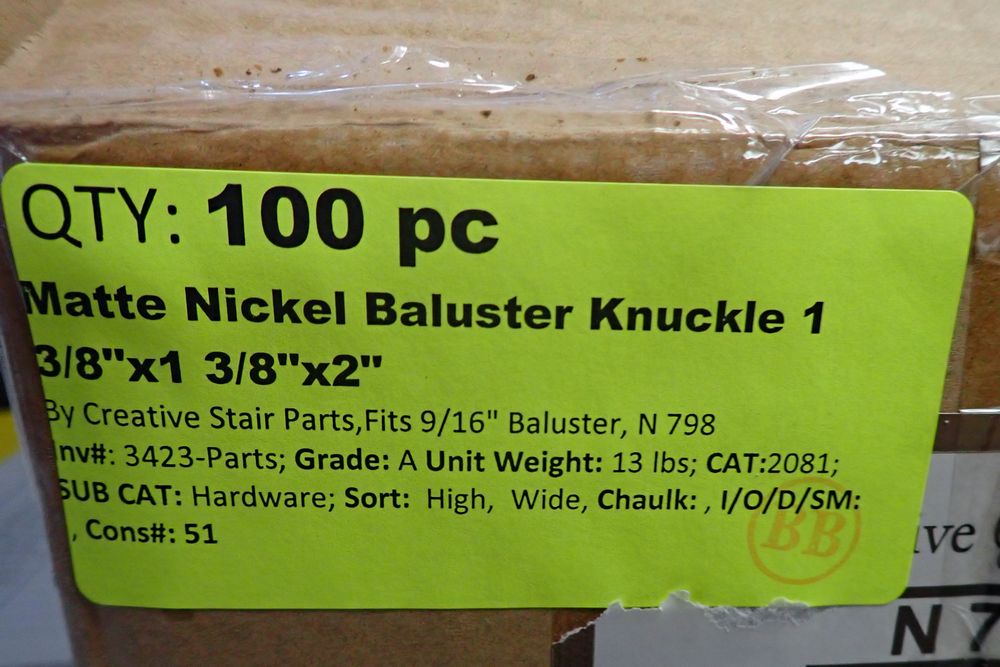 QTY: 100 pc
Matte Nickel Baluster Knuckle 1
3/8"x1 3/8"x2"
By Creative Stair Parts,Fits 9/16" Baluster, N 798
Inv#: 3423-Parts; Grade: A Unit Weight: 13 lbs; CAT:2081;
SUB CAT: Hardware; Sort: High, Wide, Chaulk: , I/O/D/SM:
, Cons#: 51
BB
ive
N 7